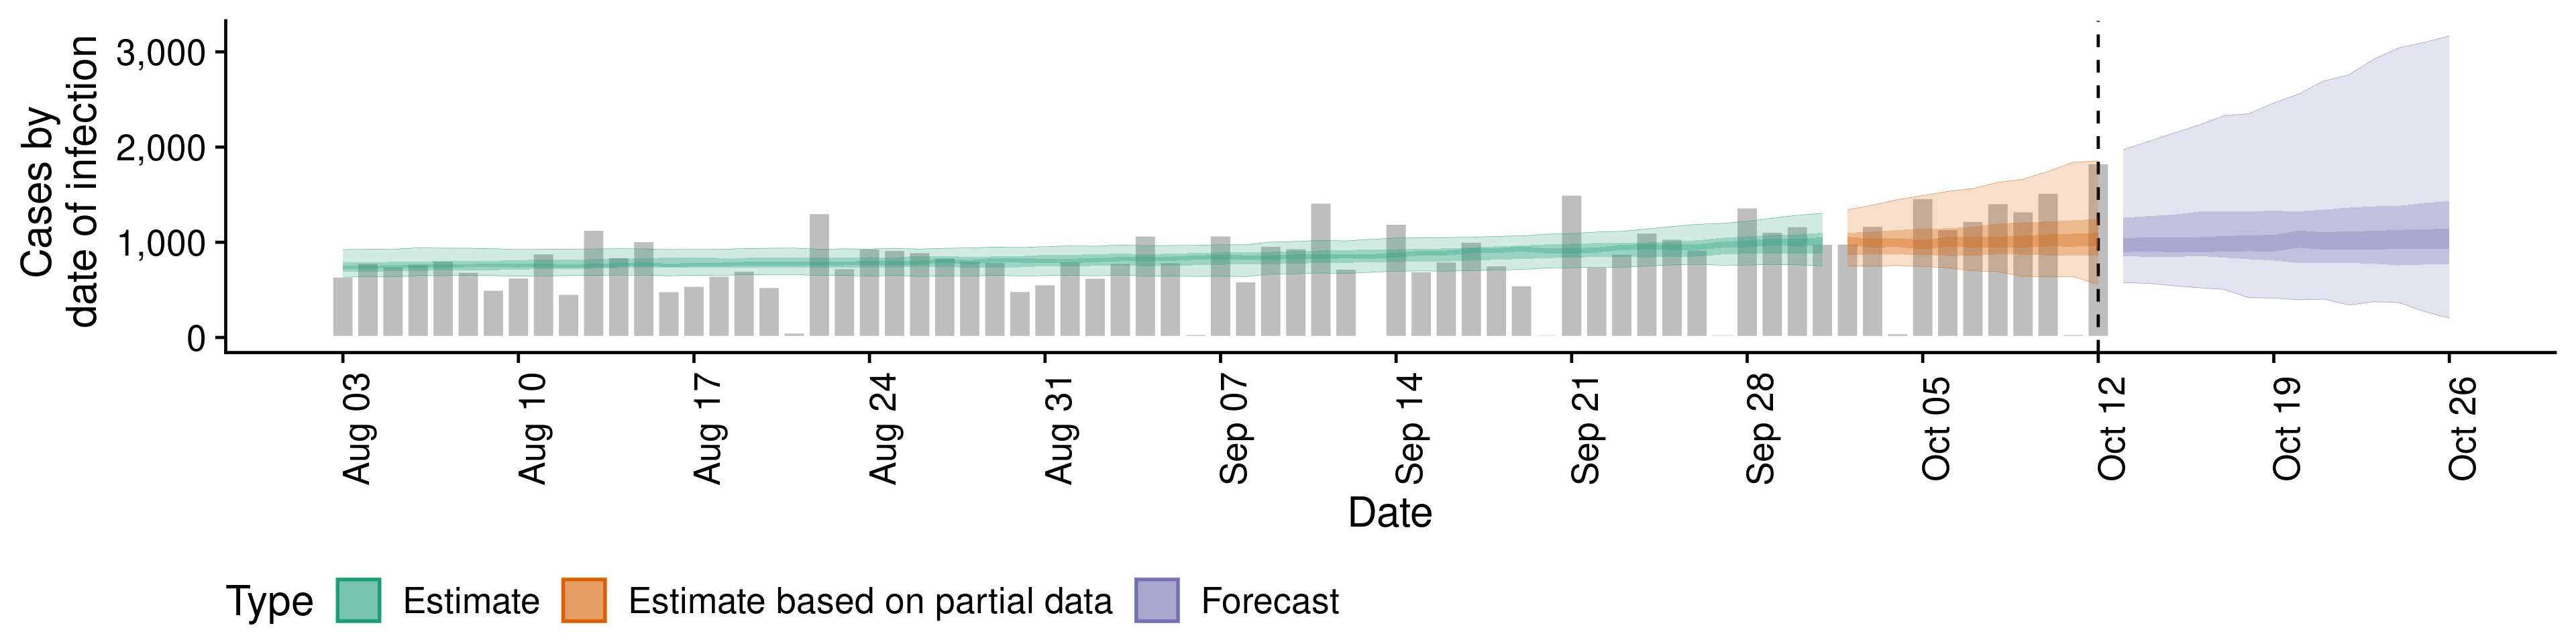 Cases by
date of infection
3,000
2,000
1,000
0
Aug 03
Aug 10
Aug 17
Aug 24
Aug 31
Sep 07
Sep 14
Sep 21
Sep 28
Oct 05
Oct 12
Oct 19
Oct 26
Date
Type Estimate Estimate based on partial data Forecast